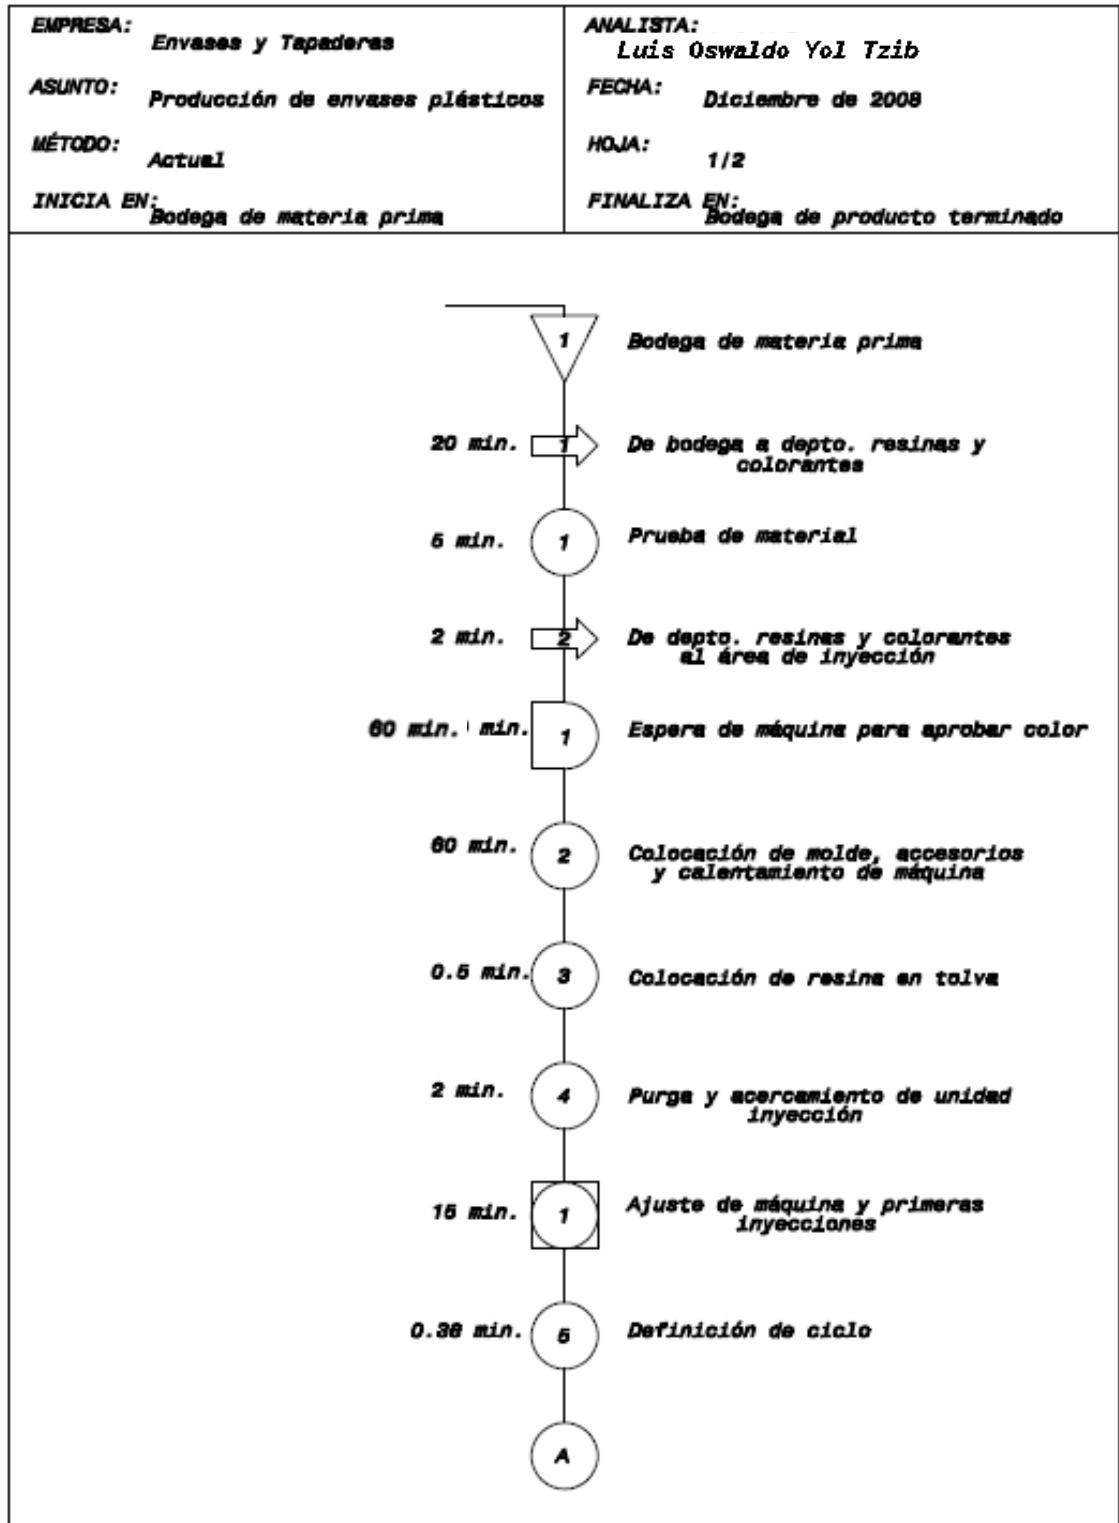 EMPRESA: Envases y Tapaderas
ANALISTA: Luis Oswaldo Yol Tzib
ASUNTO: Producción de envases plásticos
FECHA: Diciembre de 2008
MÉTODO: Actual
HOJA: 1/2
INICIA EN: Bodega de materia prima
FINALIZA EN: Bodega de producto terminado
1 Bodega de materia prima
20 min. 1 De bodega a depto. resinas y
colorantes
5 min. 1 Prueba de material
2 min. 2 De depto. resinas y colorantes
al área de inyección
60 min. min. 1 Espera de máquina para aprobar color
60 min. 2 Colocación de molde, accesorios
y calentamiento de máquina
0.5 min. 3 Colocación de resina en tolva
2 min. 4 Purga y acercamiento de unidad
inyección
15 min. 1 Ajuste de máquina y primeras
inyecciones
0.38 min. 5 Definición de ciclo
A